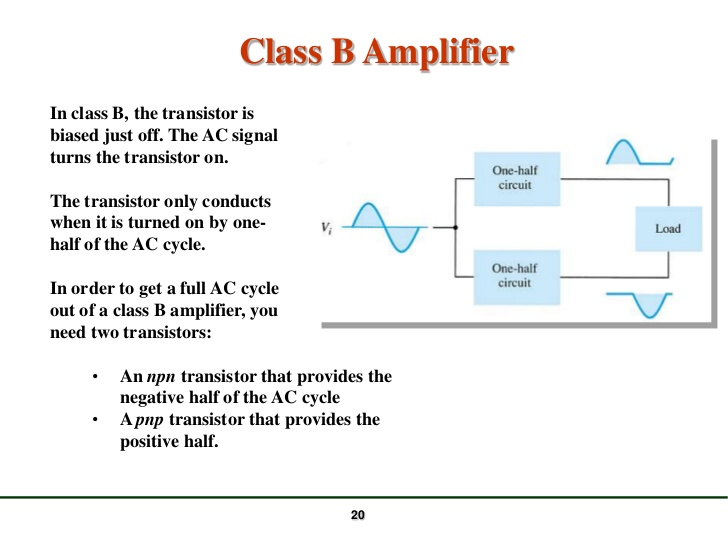 Class B Amplifier
In class B, the transistor is
biased just off. The AC signal
turns the transistor on.
The transistor only conducts
when it is turned on by one-
half of the AC cycle.
In order to get a full AC cycle
out of a class B amplifier, you
need two transistors:
• An npn transistor that provides the
negative half of the AC cycle
• A pnp transistor that provides the
positive half.
Vi
One-half
circuit
Load
One-half
circuit
20